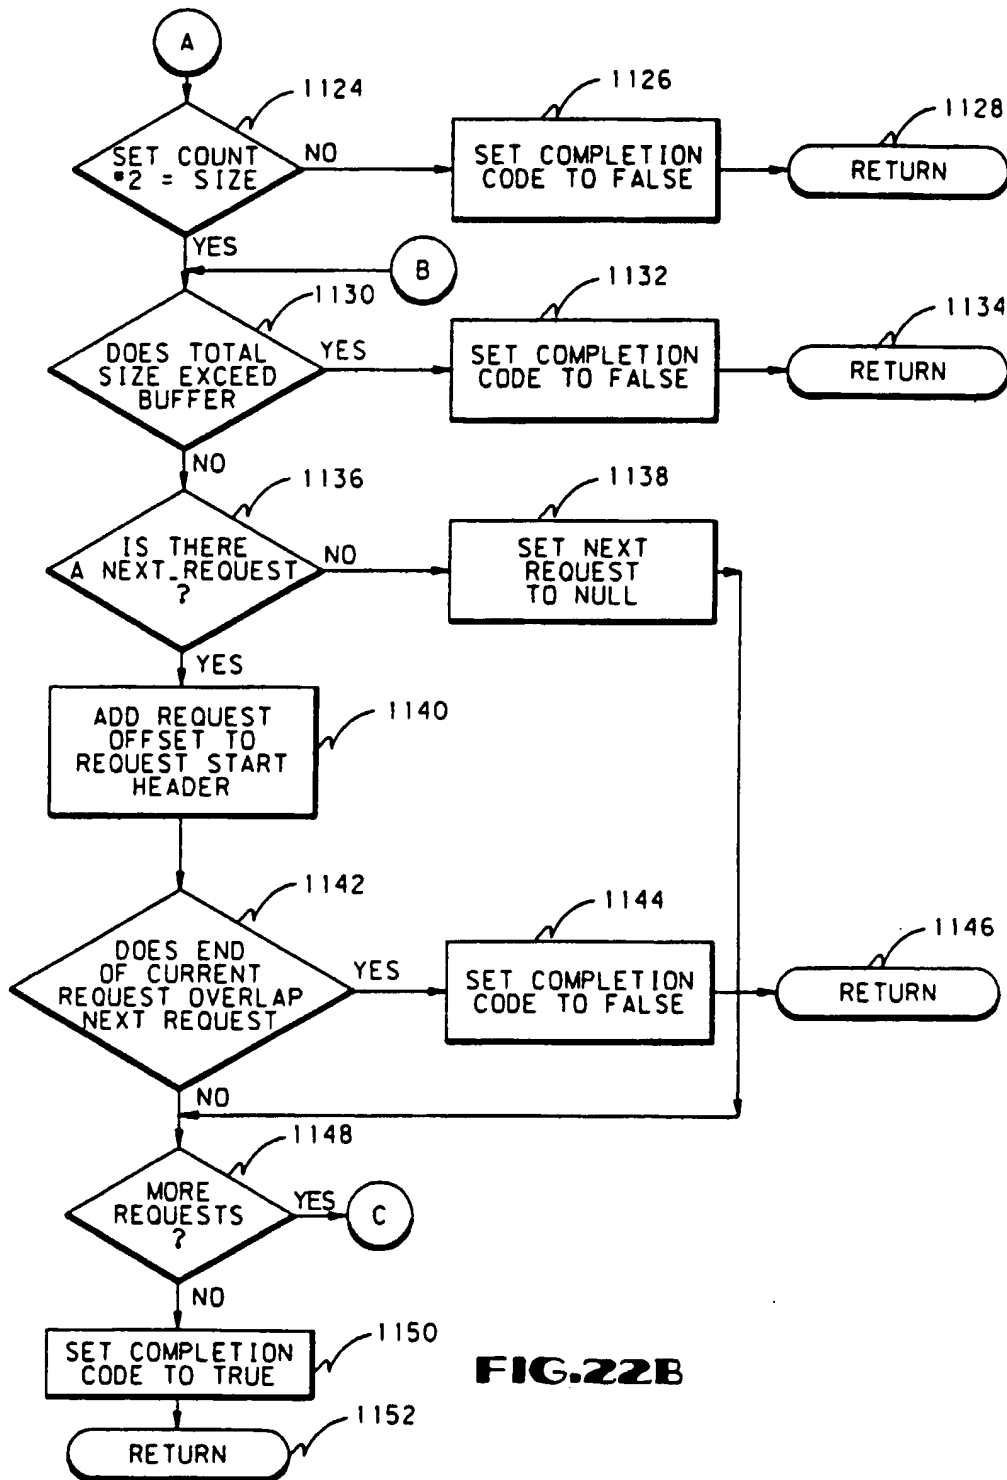 A
1124
SET COUNT
#2 = SIZE
NO
1126
SET COMPLETION
CODE TO FALSE
1128
RETURN
YES
B
1130
DOES TOTAL
SIZE EXCEED
BUFFER
YES
1132
SET COMPLETION
CODE TO FALSE
1134
RETURN
NO
1136
IS THERE
A NEXT_REQUEST
?
NO
1138
SET NEXT
REQUEST
TO NULL
YES
1140
ADD REQUEST
OFFSET TO
REQUEST START
HEADER
1142
DOES END
OF CURRENT
REQUEST OVERLAP
NEXT REQUEST
YES
1144
SET COMPLETION
CODE TO FALSE
1146
RETURN
NO
1148
MORE
REQUESTS
?
YES
C
NO
1150
SET COMPLETION
CODE TO TRUE
1152
RETURN
FIG.22B